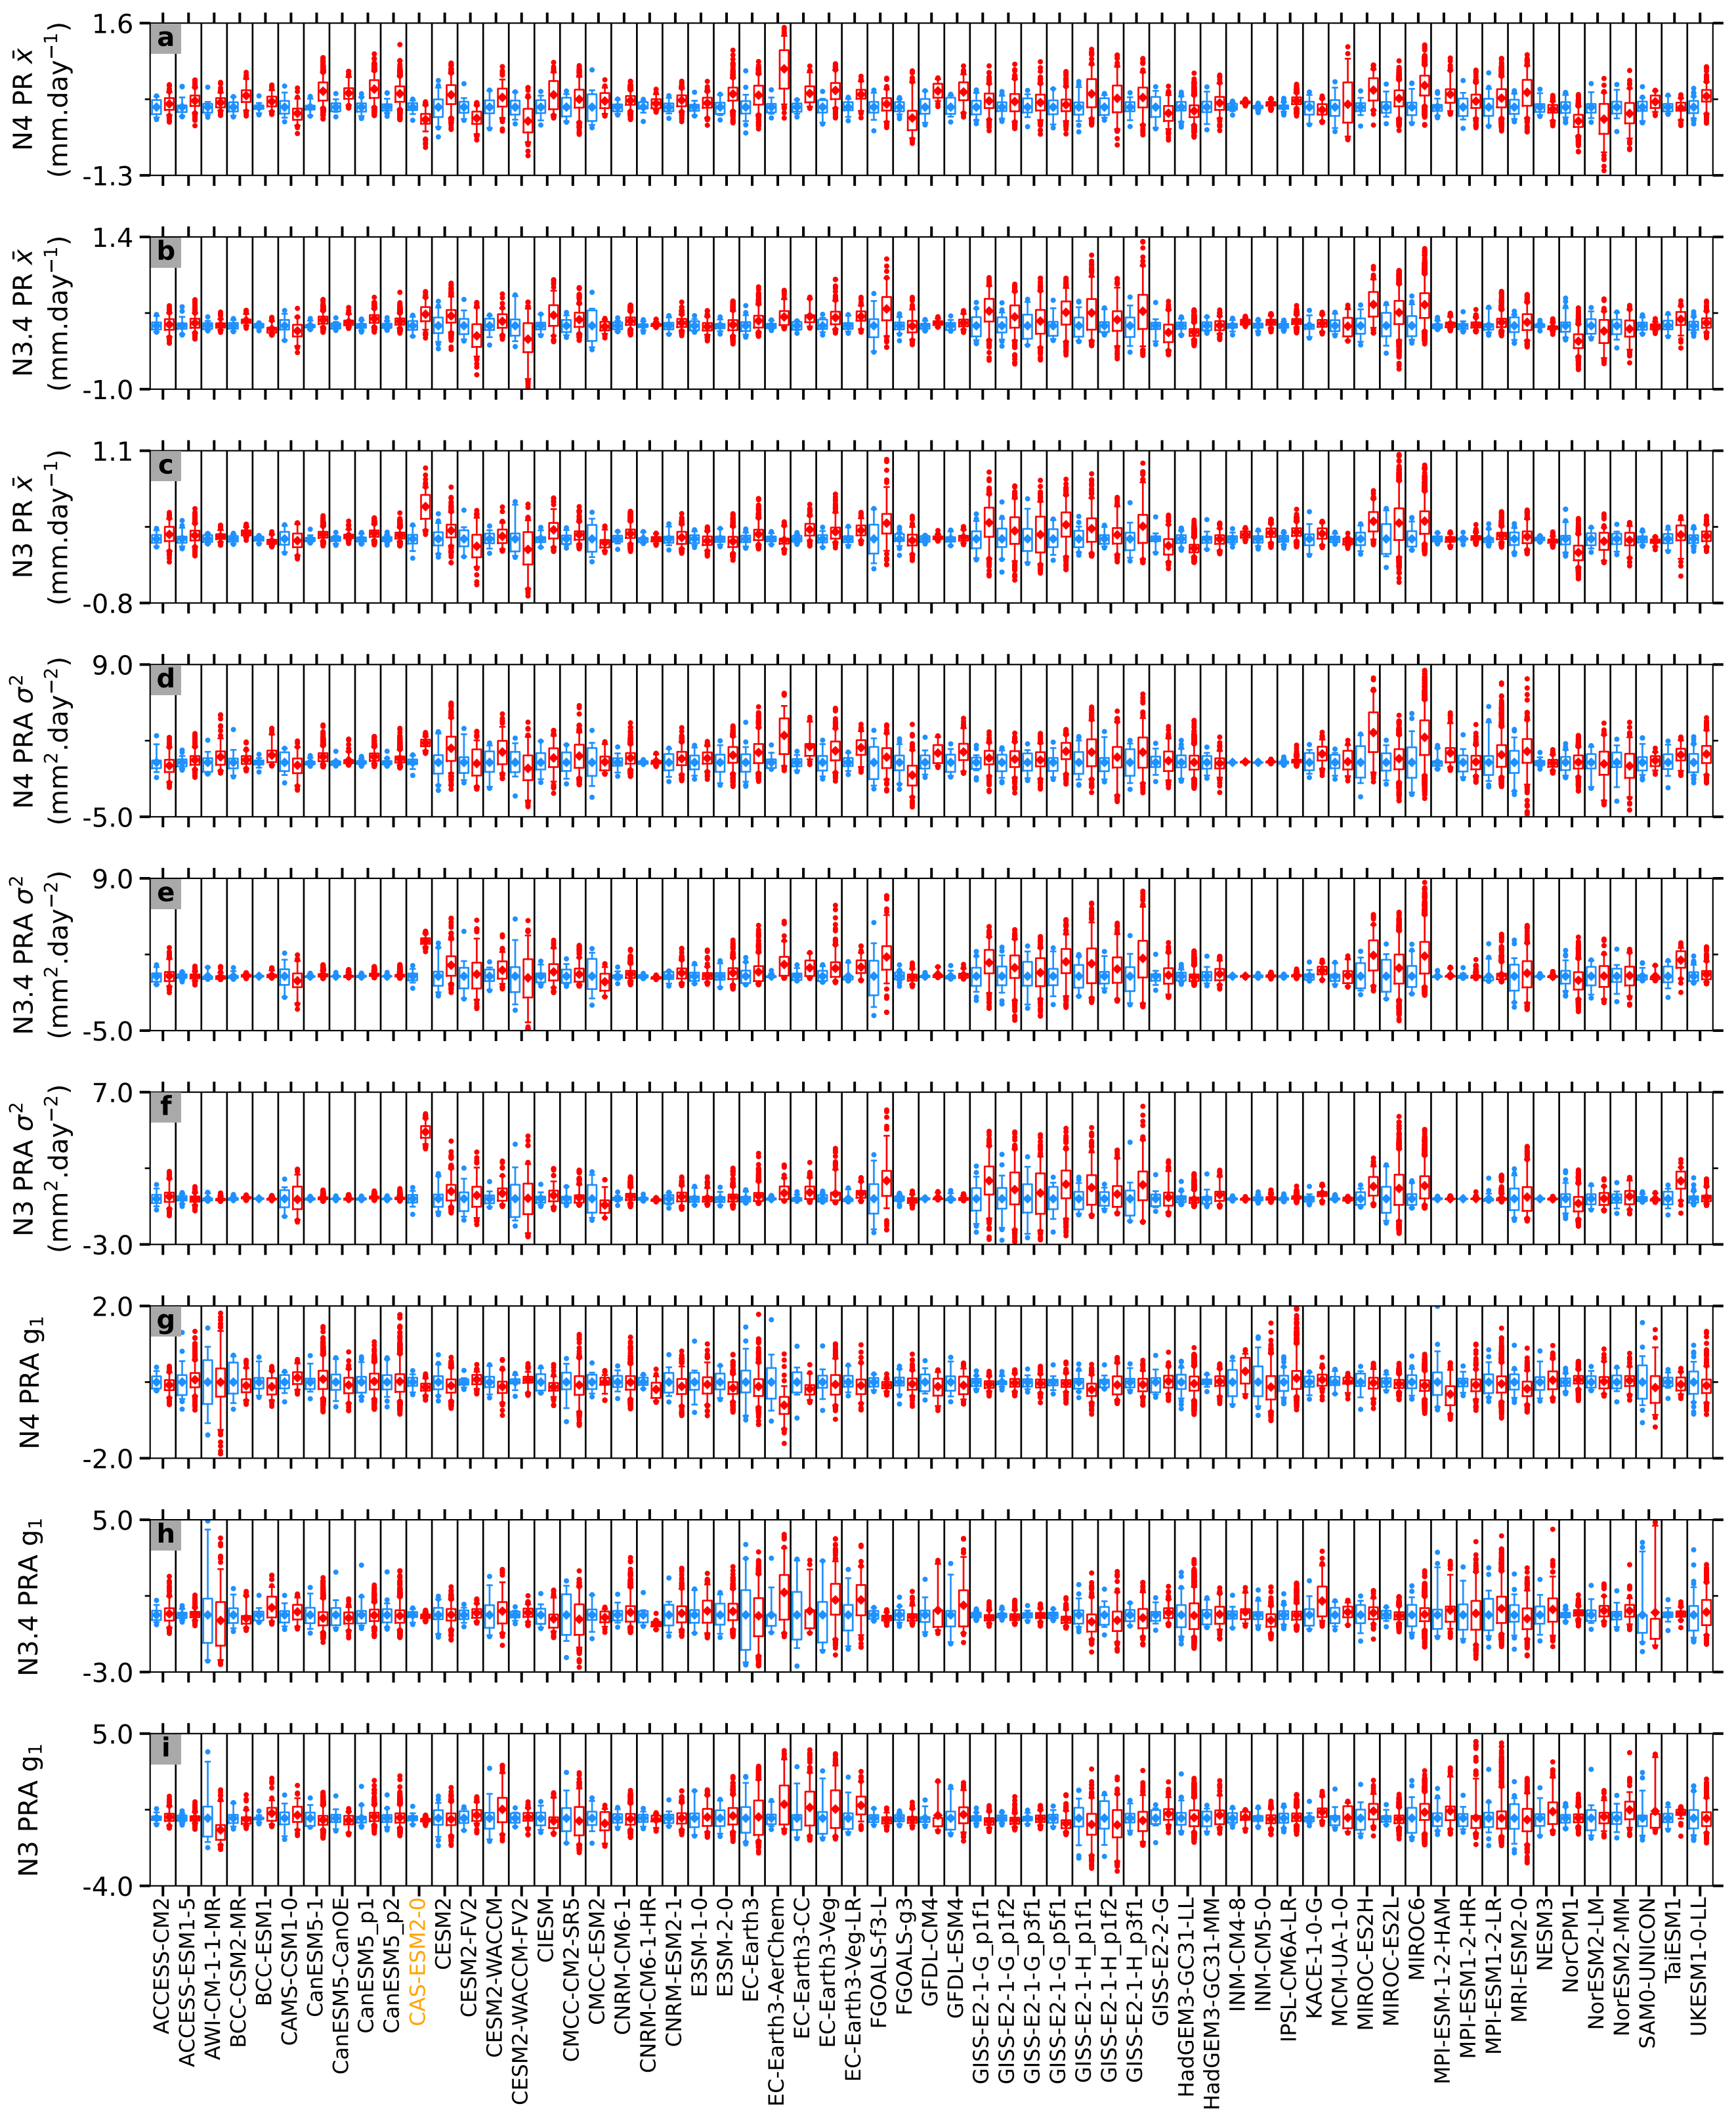 a
N4 PR x̄
(mm.day⁻¹)
1.6
-1.3
b
N3.4 PR x̄
(mm.day⁻¹)
1.4
-1.0
c
N3 PR x̄
(mm.day⁻¹)
1.1
-0.8
d
N4 PRA σ²
(mm².day⁻²)
9.0
-5.0
e
N3.4 PRA σ²
(mm².day⁻²)
9.0
-5.0
f
N3 PRA σ²
(mm².day⁻²)
7.0
-3.0
g
N4 PRA g₁
2.0
-2.0
h
N3.4 PRA g₁
5.0
-3.0
i
N3 PRA g₁
5.0
-4.0
ACCESS-CM2
ACCESS-ESM1-5
AWI-CM-1-1-MR
BCC-CSM2-MR
BCC-ESM1
CAMS-CSM1-0
CanESM5-1
CanESM5-CanOE
CanESM5_p1
CanESM5_p2
CAS-ESM2-0
CESM2
CESM2-FV2
CESM2-WACCM
CESM2-WACCM-FV2
CIESM
CMCC-CM2-SR5
CMCC-ESM2
CNRM-CM6-1
CNRM-CM6-1-HR
CNRM-ESM2-1
E3SM-1-0
E3SM-2-0
EC-Earth3
EC-Earth3-AerChem
EC-Earth3-CC
EC-Earth3-Veg
EC-Earth3-Veg-LR
FGOALS-f3-L
FGOALS-g3
GFDL-CM4
GFDL-ESM4
GISS-E2-1-G_p1f1
GISS-E2-1-G_p1f2
GISS-E2-1-G_p3f1
GISS-E2-1-G_p5f1
GISS-E2-1-H_p1f1
GISS-E2-1-H_p1f2
GISS-E2-1-H_p3f1
GISS-E2-2-G
HadGEM3-GC31-LL
HadGEM3-GC31-MM
INM-CM4-8
INM-CM5-0
IPSL-CM6A-LR
KACE-1-0-G
MCM-UA-1-0
MIROC-ES2H
MIROC-ES2L
MIROC6
MPI-ESM-1-2-HAM
MPI-ESM1-2-HR
MPI-ESM1-2-LR
MRI-ESM2-0
NESM3
NorCPM1
NorESM2-LM
NorESM2-MM
SAM0-UNICON
TaiESM1
UKESM1-0-LL